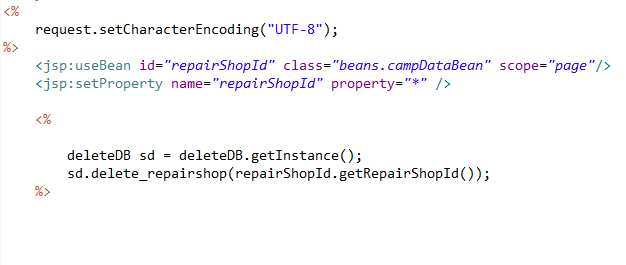 <%
request.setCharacterEncoding("UTF-8");
%>
<jsp:useBean id="repairShopId" class="beans.campDataBean" scope="page"/>
<jsp:setProperty name="repairShopId" property="*" />
<%
deleteDB sd = deleteDB.getInstance();
sd.delete_repairshop(repairShopId.getRepairShopId());
%>